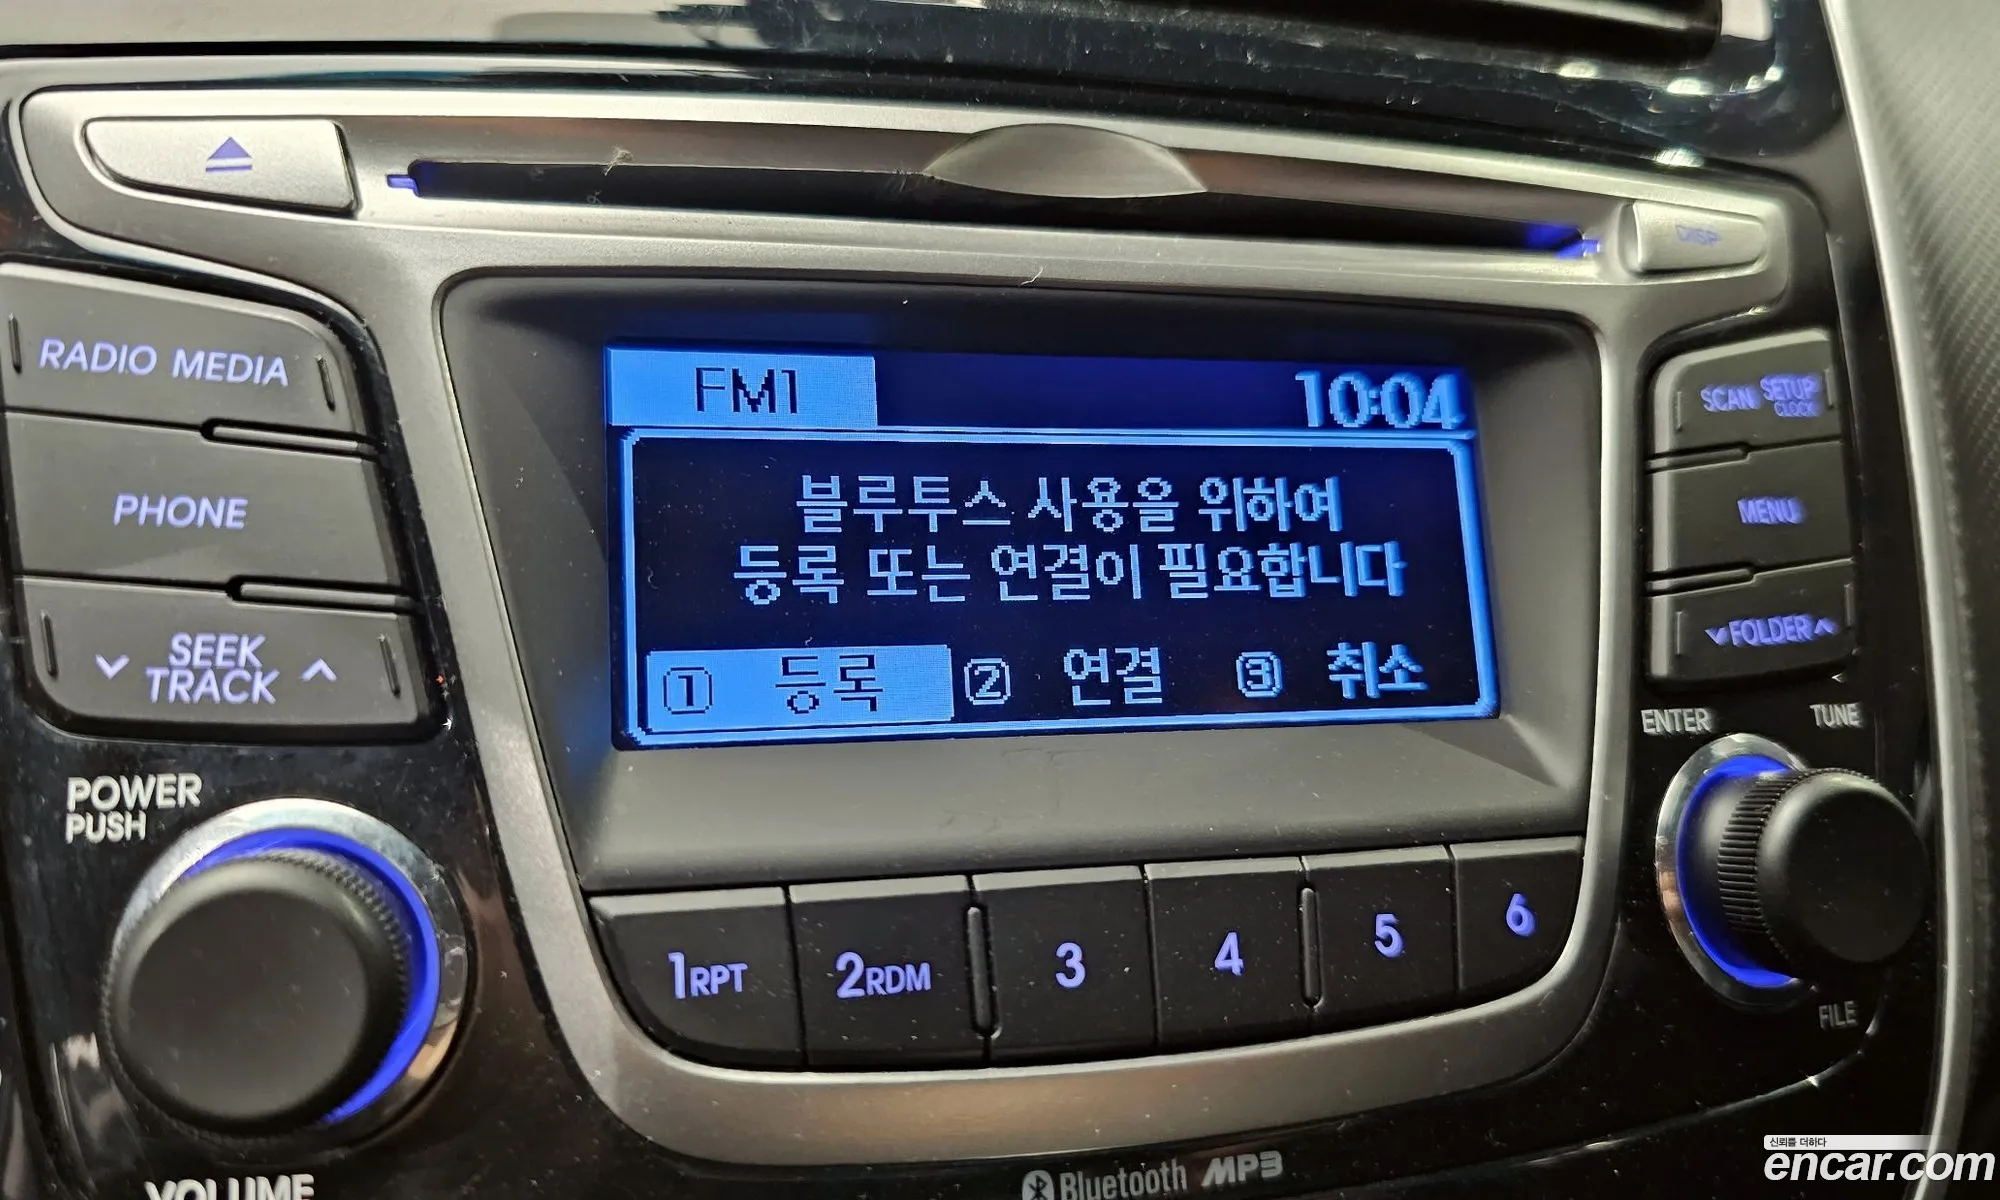 DISP
RADIO MEDIA
PHONE
SEEK
TRACK
POWER
PUSH
VOLUME
FM1 10:04
블루투스 사용을 위하여
등록 또는 연결이 필요합니다
① 등록 ② 연결 ③ 취소
SCAN SETUP
CLOCK
MENU
FOLDER
ENTER TUNE
FILE
1RPT 2RDM 3 4 5 6
Bluetooth MP3
신뢰를 더하다
encar.com